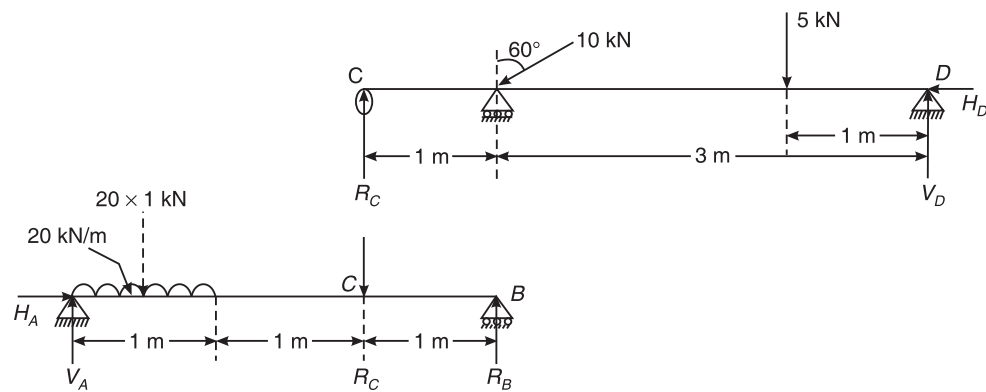 5 kN
60°
10 kN
C
D
H_D
1 m
1 m
3 m
R_C
V_D
20 × 1 kN
20 kN/m
C
B
H_A
1 m
1 m
1 m
V_A
R_C
R_B